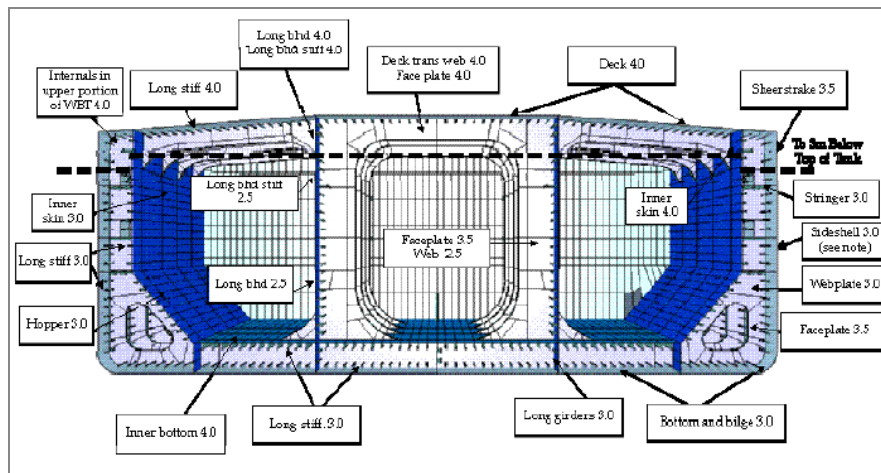 Long bhd 4.0
Long bhd stiff 4.0
Deck trans web 4.0
Face plate 4.0
Deck 4.0
Internals in
upper portion
of WBT 4.0
Long stiff 4.0
Sheerstrake 3.5
To 3m Below
Top of Tank
Long bhd stiff
2.5
Inner
skin 3.0
Inner
skin 4.0
Stringer 3.0
Faceplate 3.5
Web 2.5
Sideshell 3.0
(see note)
Long stiff 3.0
Long bhd 2.5
Webplate 3.0
Hopper 3.0
Faceplate 3.5
Inner bottom 4.0
Long stiff. 3.0
Long girders 3.0
Bottom and bilge 3.0